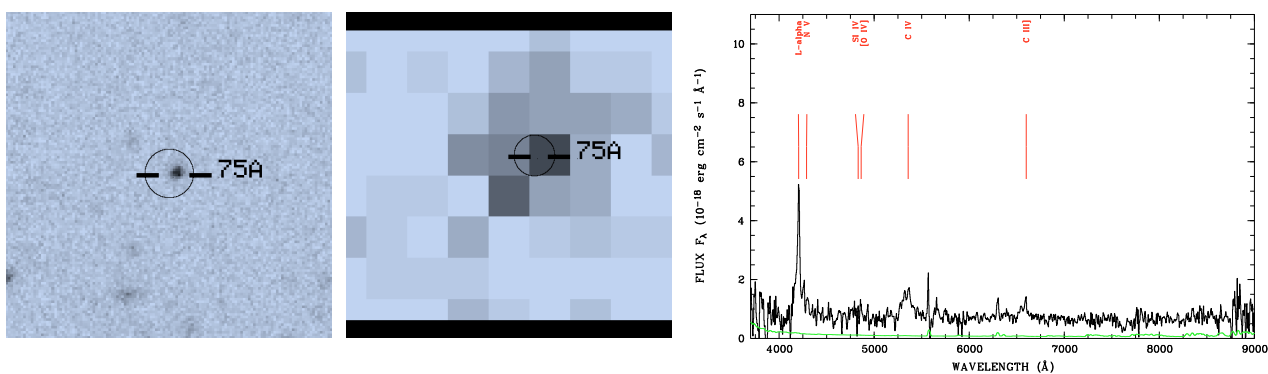 75A
75A
L-alpha
N V
SI IV
[O IV]
C IV
C III]
FLUX Fλ (10−18 erg cm−2 s−1 Å−1)
10
8
6
4
2
0
4000 5000 6000 7000 8000 9000
WAVELENGTH (Å)